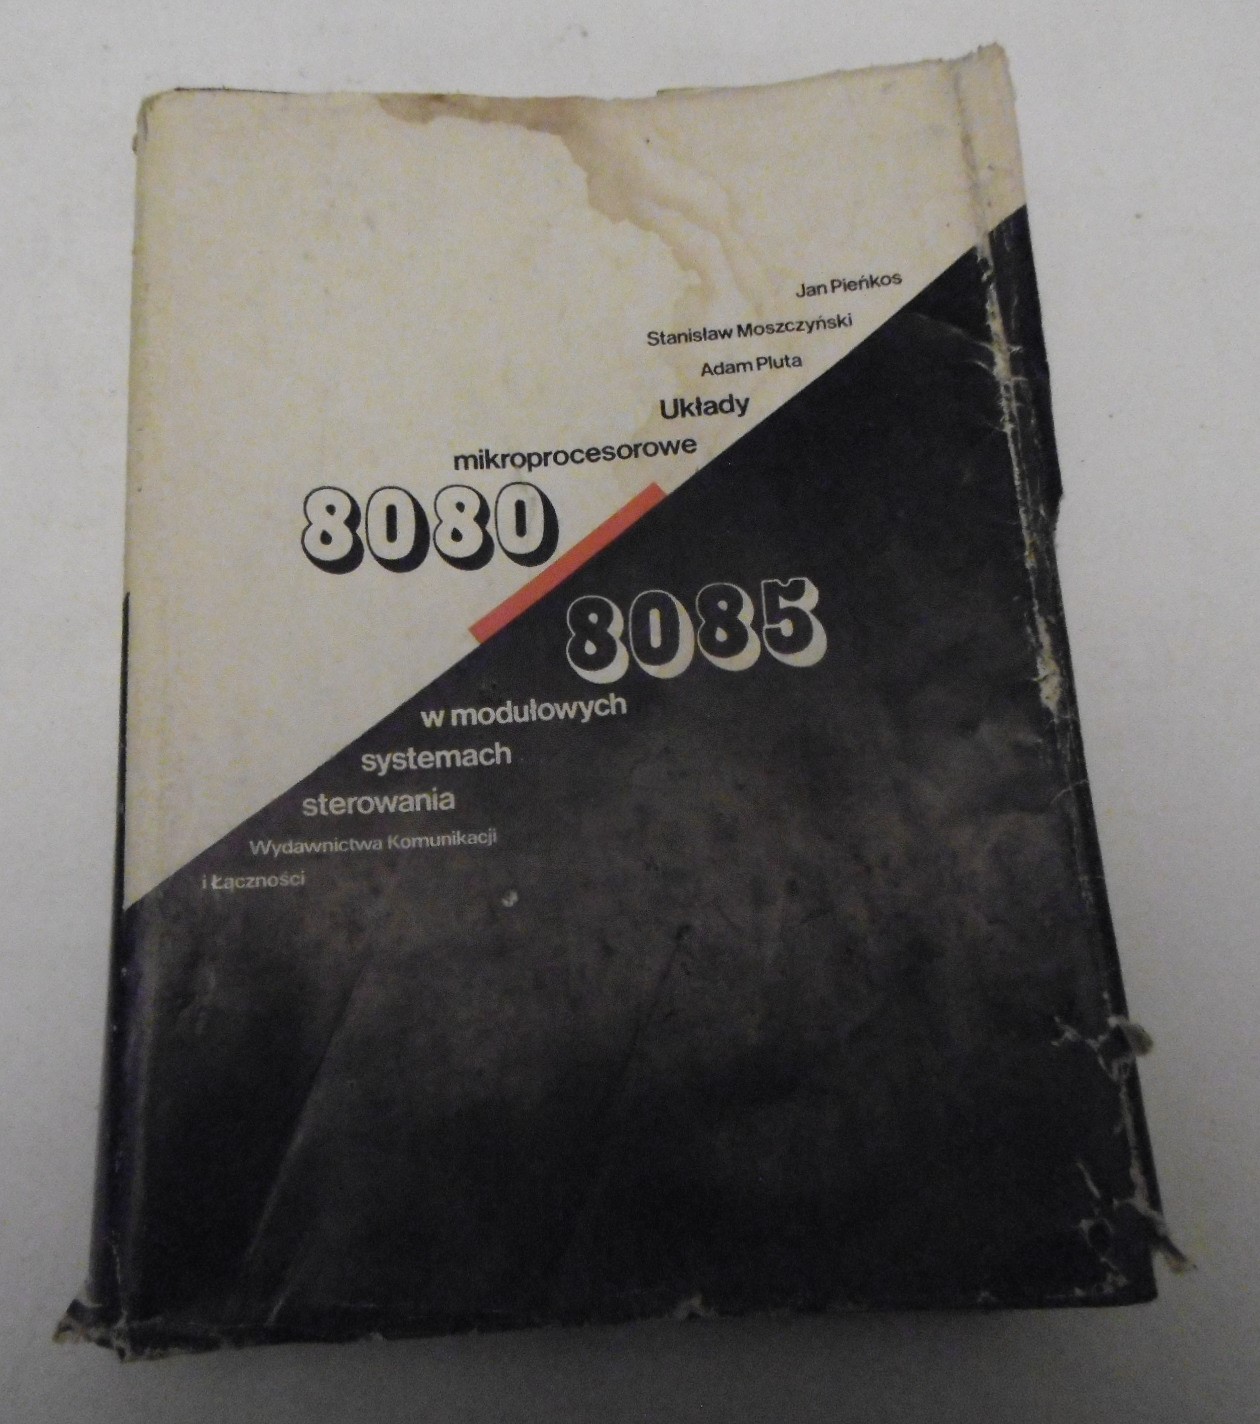 Jan Pieńkos
Stanisław Moszczyński
Adam Pluta
Układy
mikroprocesorowe
8080
8085
w modułowych
systemach
sterowania
Wydawnictwa Komunikacji
i Łączności